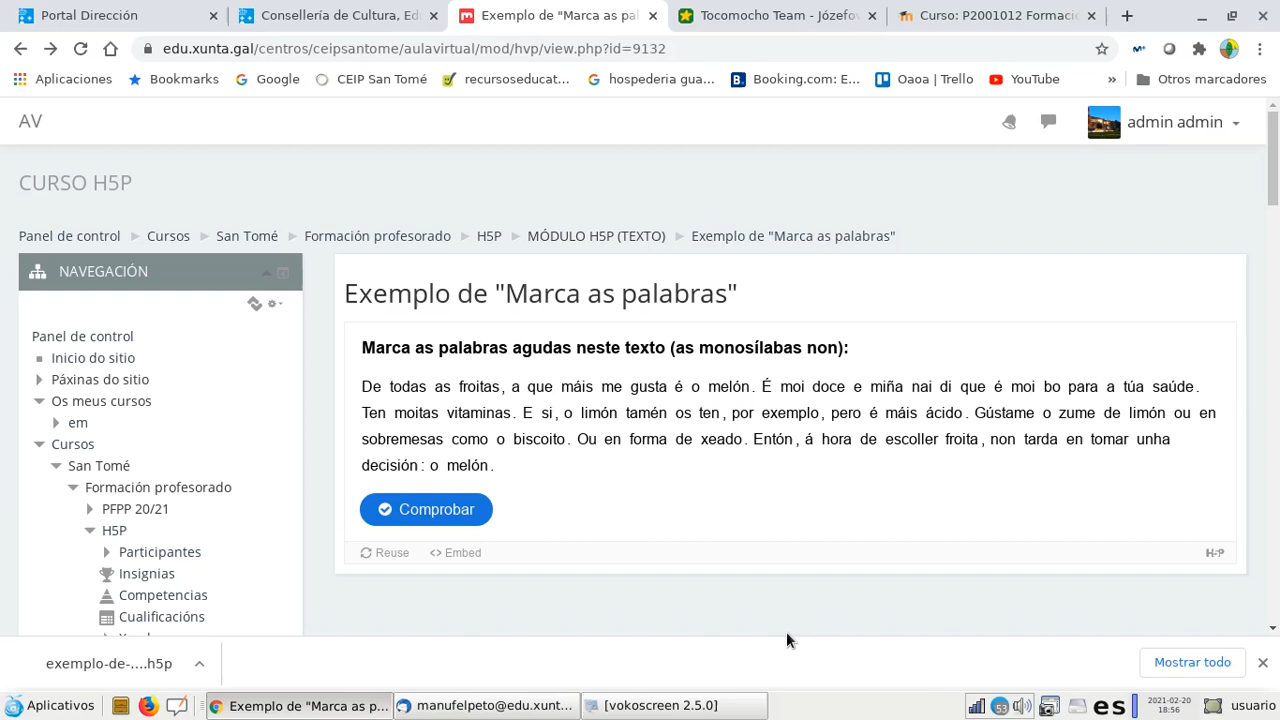 Portal Dirección
Consellería de Cultura, Ed
Exemplo de "Marca as pal
Tocomocho Team - Józefov
Curso: P2001012 Formació
edu.xunta.gal/centros/ceipsantome/aulavirtual/mod/hvp/view.php?id=9132
Aplicaciones
Bookmarks
Google
CEIP San Tomé
recursoseducat...
hospederia gua...
Booking.com: E...
Oaoa | Trello
YouTube
»
Otros marcadores
AV
admin admin
CURSO H5P
Panel de control
Cursos
San Tomé
Formación profesorado
H5P
MÓDULO H5P (TEXTO)
Exemplo de "Marca as palabras"
NAVEGACIÓN
Panel de control
Inicio do sitio
Páxinas do sitio
Os meus cursos
em
Cursos
San Tomé
Formación profesorado
PFPP 20/21
H5P
Participantes
Insignias
Competencias
Cualificacións
Exemplo de "Marca as palabras"
Marca as palabras agudas neste texto (as monosílabas non):
De todas as froitas, a que máis me gusta é o melón. É moi doce e miña nai di que é moi bo para a túa saúde.
Ten moitas vitaminas. E si, o limón tamén os ten, por exemplo, pero é máis ácido. Gústame o zume de limón ou en
sobremesas como o biscoito. Ou en forma de xeado. Entón, á hora de escoller froita, non tarda en tomar unha
decisión: o melón.
Comprobar
Reuse
<> Embed
H-P
exemplo-de-....h5p
Mostrar todo
Aplicativos
Exemplo de "Marca as p...
manufelpeto@edu.xunt...
[vokoscreen 2.5.0]
53
es
2021-02-20
18:56
usuario